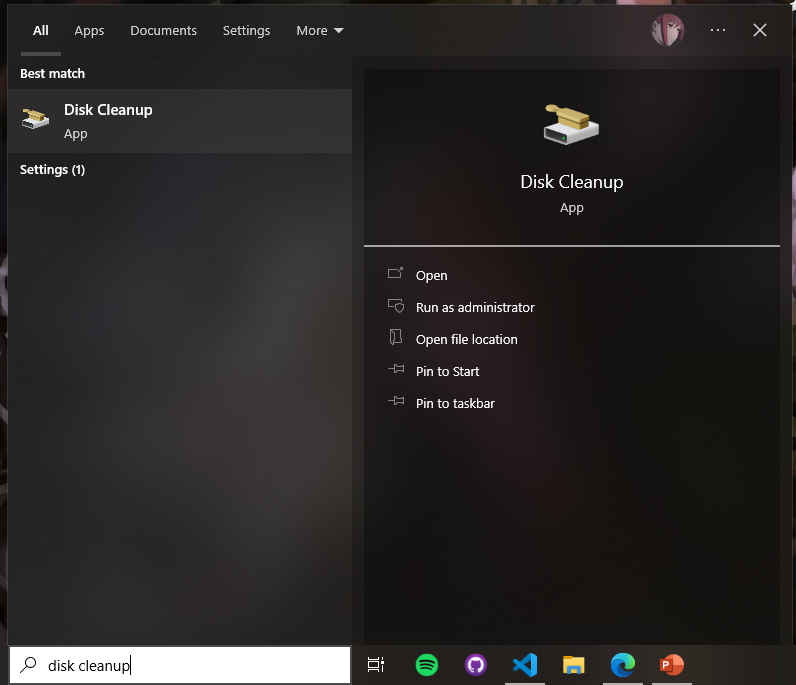 All Apps Documents Settings More
Best match
Disk Cleanup
App
Settings (1)
Disk Cleanup
App
Open
Run as administrator
Open file location
Pin to Start
Pin to taskbar
disk cleanup
P